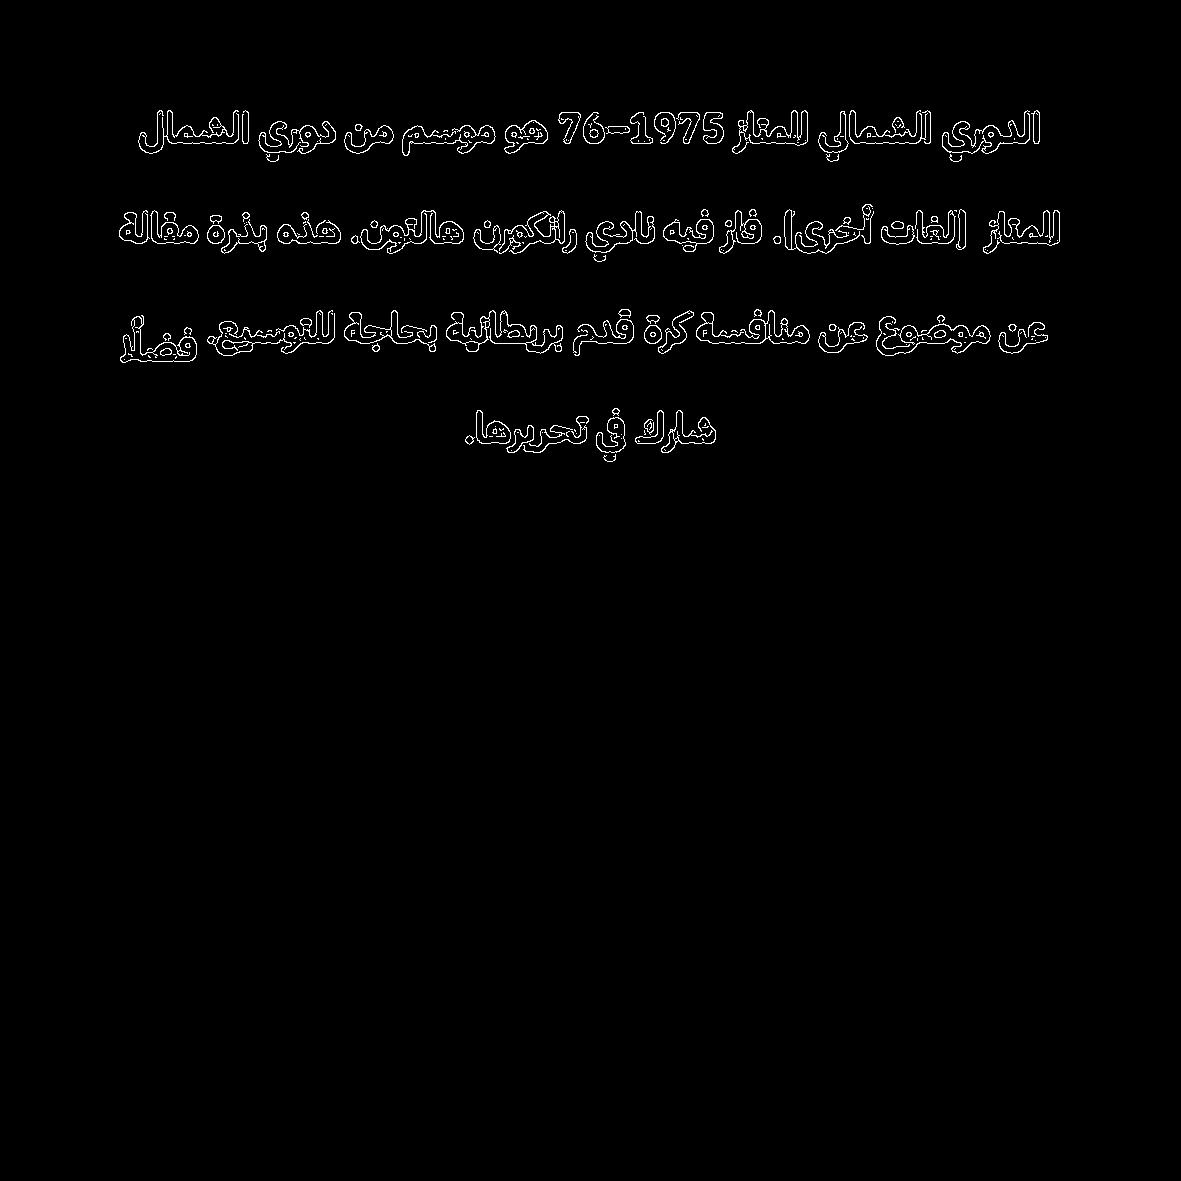 الدوري الشمالي الممتاز 1975–76 هو موسم من دوري الشمال
الممتاز (لغات أخرى). فاز فيه نادي رانكورن هالتون. هذه بذرة مقالة
عن موضوع عن منافسة كرة قدم بريطانية بحاجة للتوسيع. فضلًا
شارك في تحريرها.